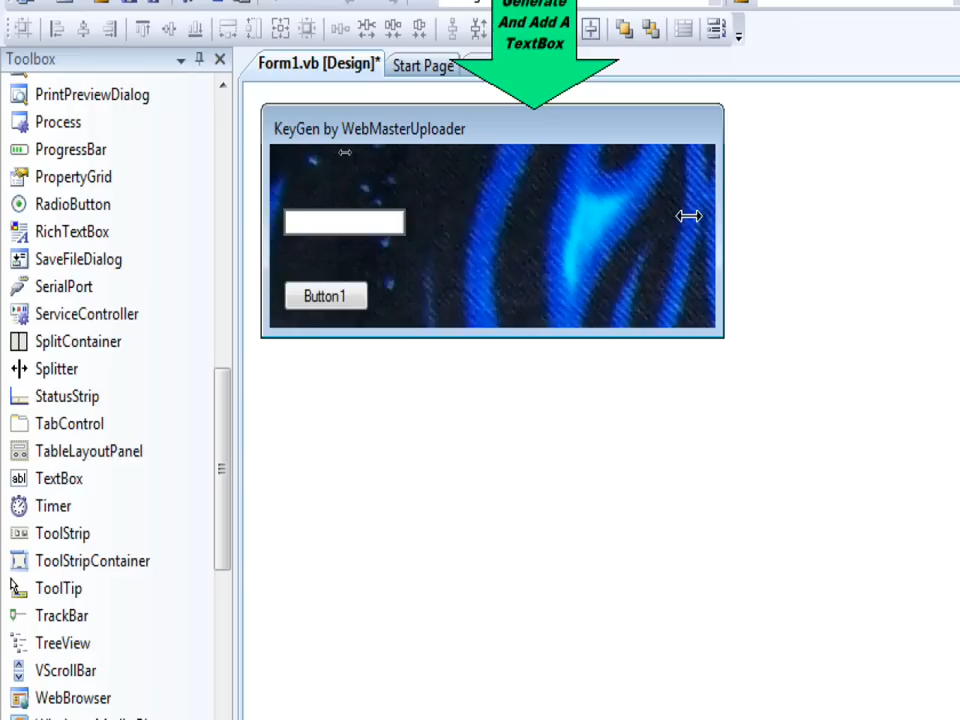 Generate
And Add A
TextBox
Toolbox
Form1.vb [Design]*
Start Page
PrintPreviewDialog
Process
ProgressBar
PropertyGrid
RadioButton
RichTextBox
SaveFileDialog
SerialPort
ServiceController
SplitContainer
Splitter
StatusStrip
TabControl
TableLayoutPanel
abl TextBox
Timer
ToolStrip
ToolStripContainer
ToolTip
TrackBar
TreeView
VScrollBar
WebBrowser
KeyGen by WebMasterUploader
Button1